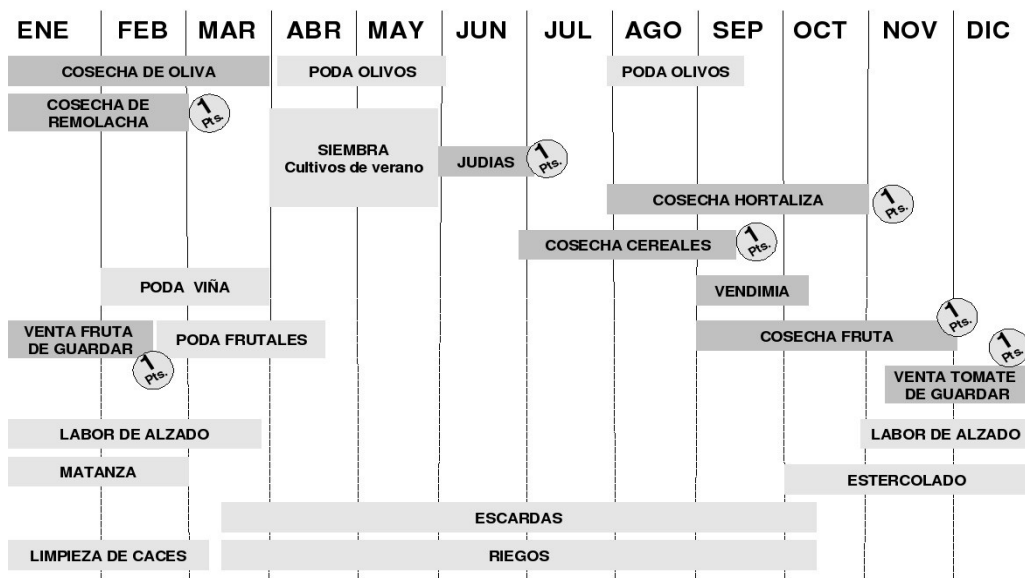 ENE FEB MAR ABR MAY JUN JUL AGO SEP OCT NOV DIC
COSECHA DE OLIVA
PODA OLIVOS
PODA OLIVOS
COSECHA DE
REMOLACHA
1
Pts.
SIEMBRA
Cultivos de verano
JUDIAS
1
Pts.
COSECHA HORTALIZA
1
Pts.
COSECHA CEREALES
1
Pts.
PODA VIÑA
VENDIMIA
VENTA FRUTA
DE GUARDAR
1
Pts.
PODA FRUTALES
COSECHA FRUTA
1
Pts.
1
Pts.
VENTA TOMATE
DE GUARDAR
LABOR DE ALZADO
LABOR DE ALZADO
MATANZA
ESTERCOLADO
ESCARDAS
LIMPIEZA DE CACES
RIEGOS